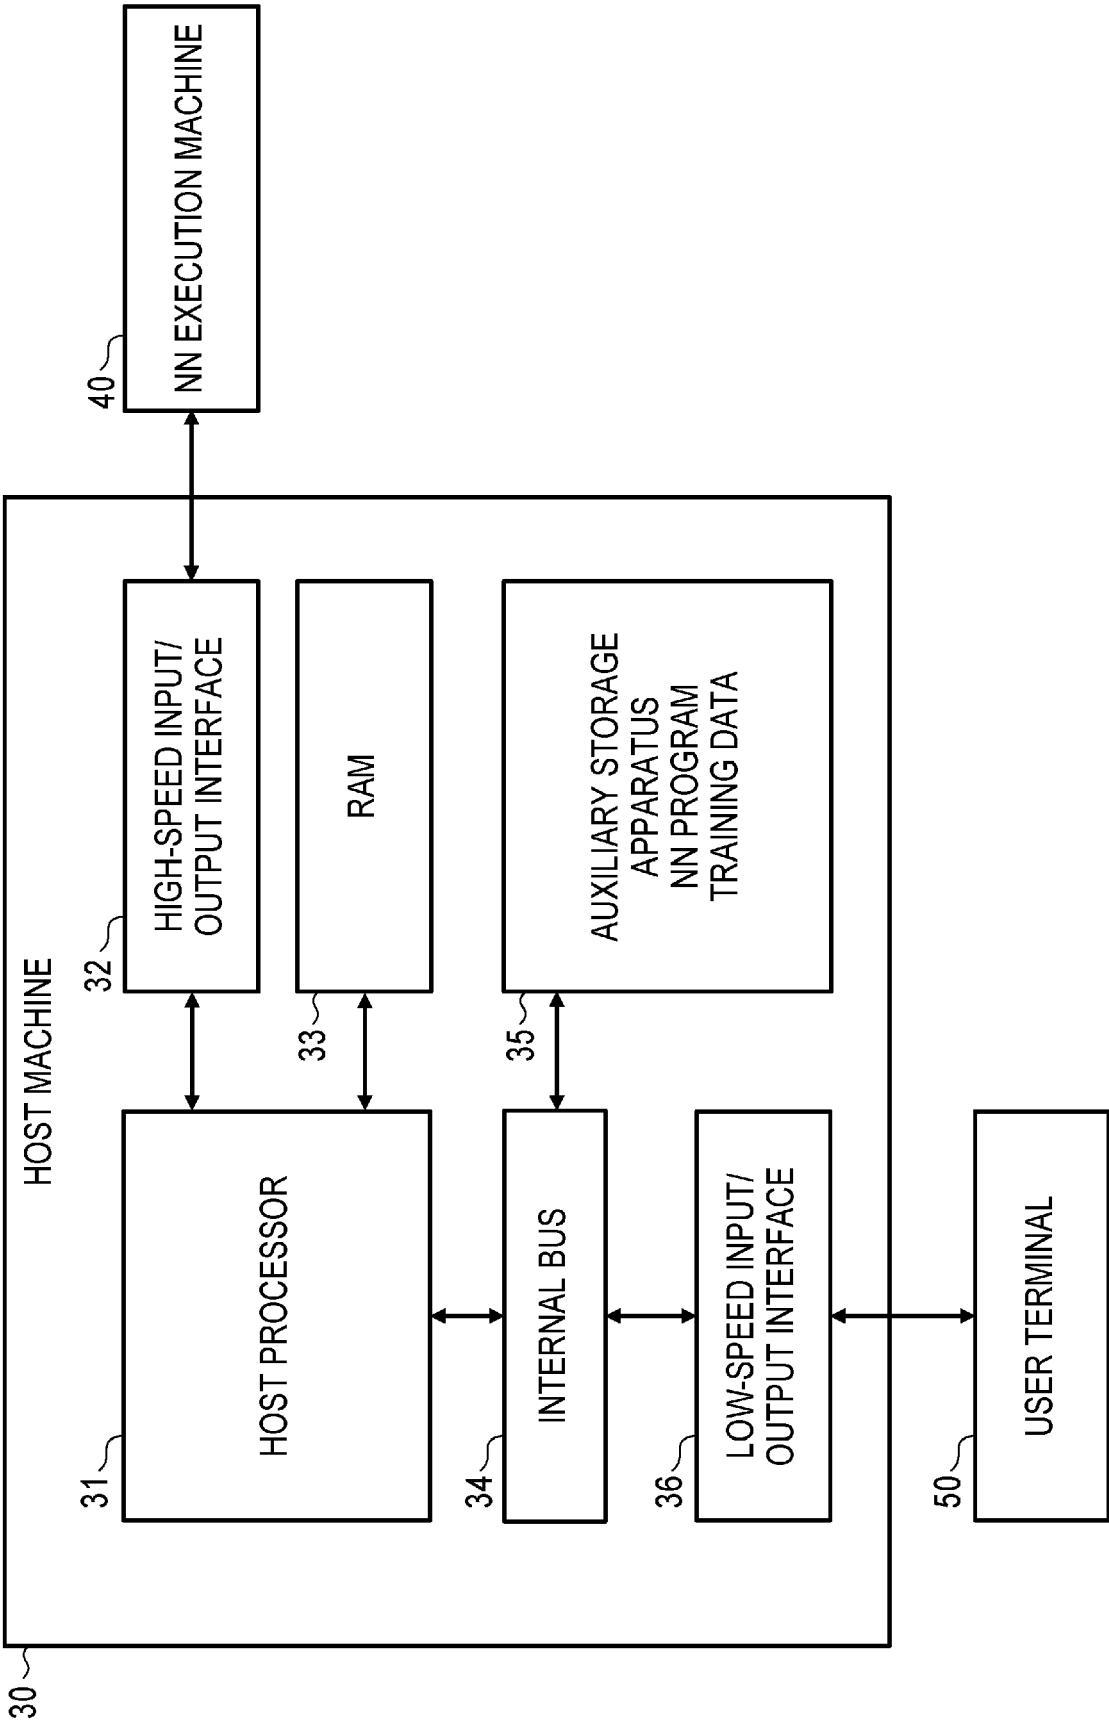 30
HOST MACHINE
31
HOST PROCESSOR
32
HIGH-SPEED INPUT/
OUTPUT INTERFACE
40
NN EXECUTION MACHINE
33
RAM
34
INTERNAL BUS
35
AUXILIARY STORAGE
APPARATUS
NN PROGRAM
TRAINING DATA
36
LOW-SPEED INPUT/
OUTPUT INTERFACE
50
USER TERMINAL